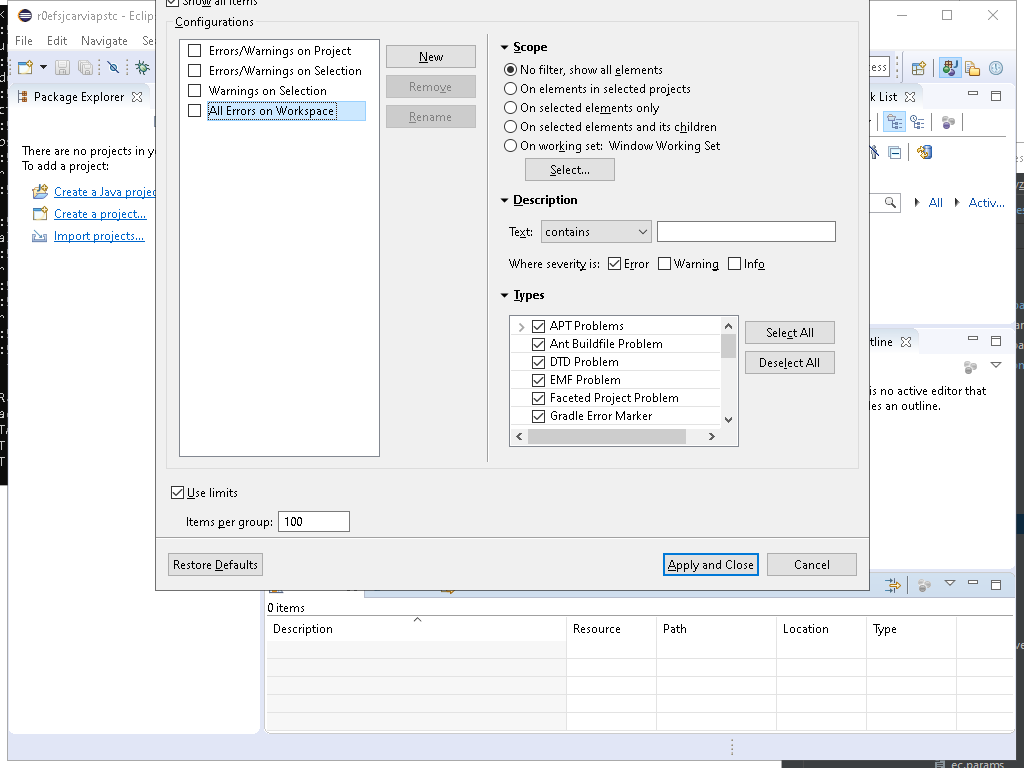 Show all items
r0efsjcarviapstc - Eclip
File Edit Navigate Se
Configurations
Errors/Warnings on Project
Errors/Warnings on Selection
Warnings on Selection
All Errors on Workspace
New
Remove
Rename
Scope
No filter, show all elements
On elements in selected projects
On selected elements only
On selected elements and its children
On working set: Window Working Set
Select...
Description
Text: contains
Where severity is: Error Warning Info
Types
APT Problems
Ant Buildfile Problem
DTD Problem
EMF Problem
Faceted Project Problem
Gradle Error Marker
Select All
Deselect All
Use limits
Items per group: 100
Restore Defaults
Apply and Close
Cancel
Package Explorer
There are no projects in y
To add a project:
Create a Java projec
Create a project...
Import projects...
ess
k List
All Activ...
tline
is no active editor that
les an outline.
0 items
Description Resource Path Location Type
ec.params